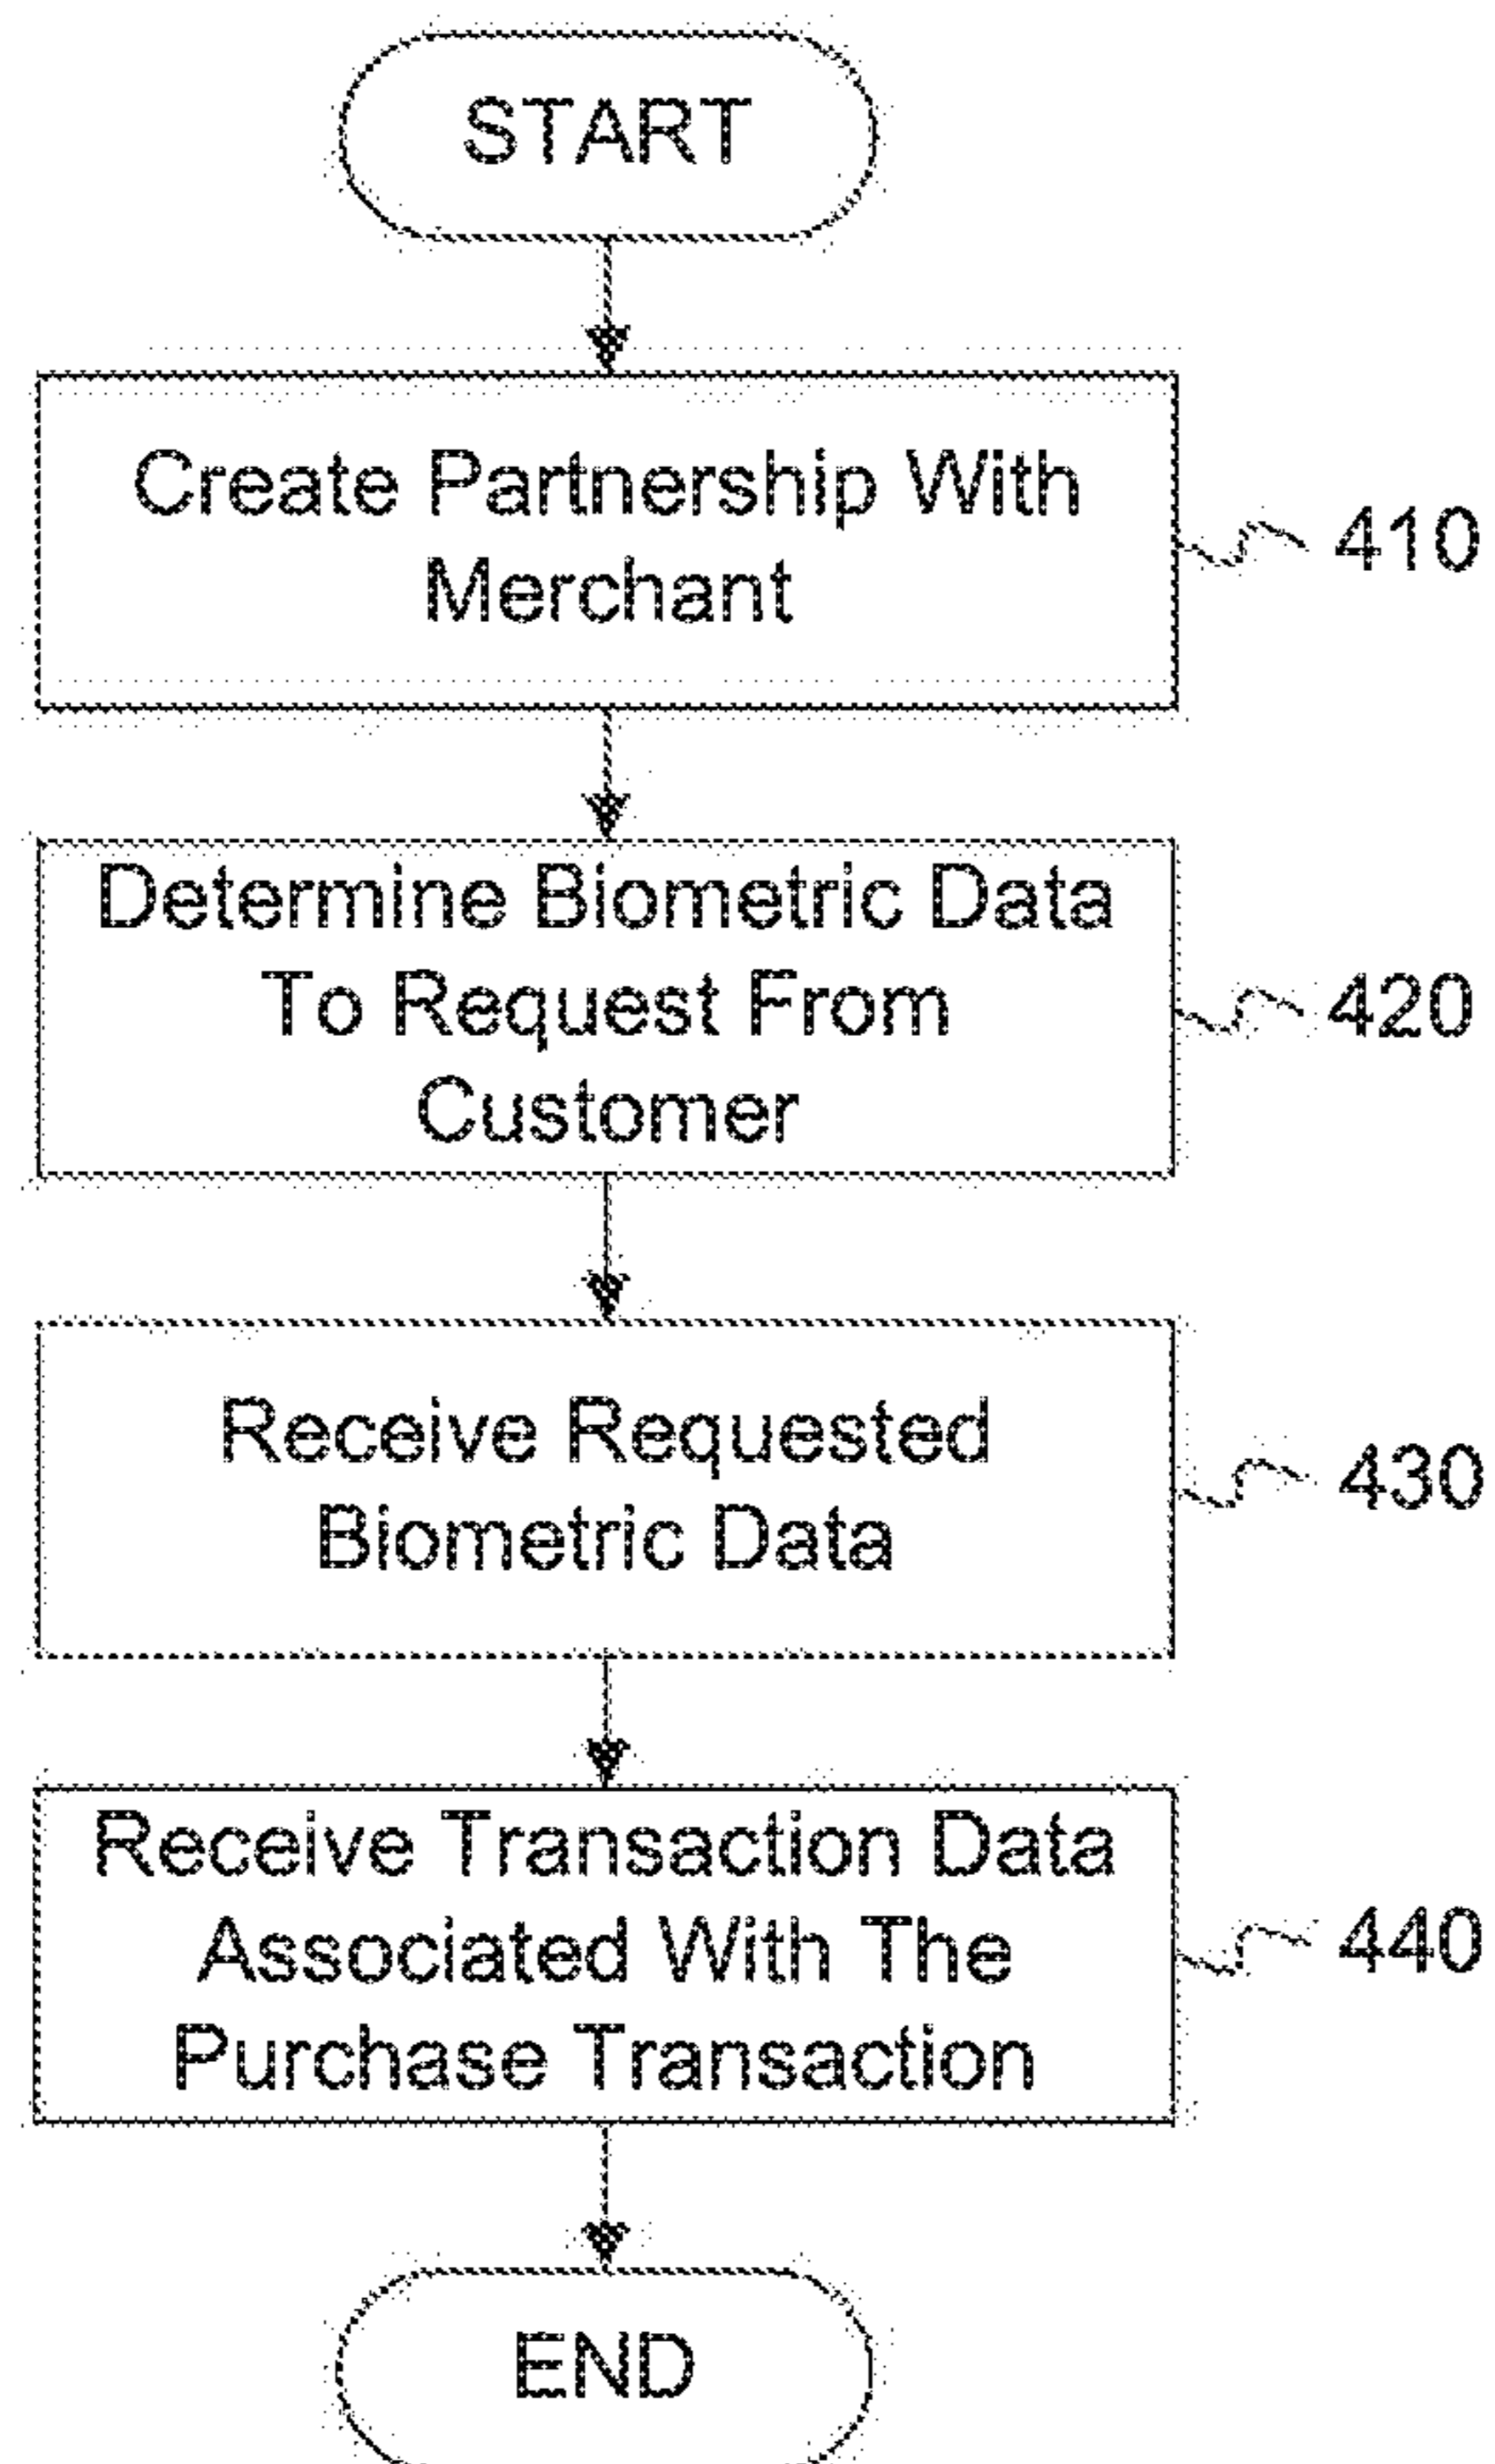 START
Create Partnership With
Merchant
410
Determine Biometric Data
To Request From
Customer
420
Receive Requested
Biometric Data
430
Receive Transaction Data
Associated With The
Purchase Transaction
440
END